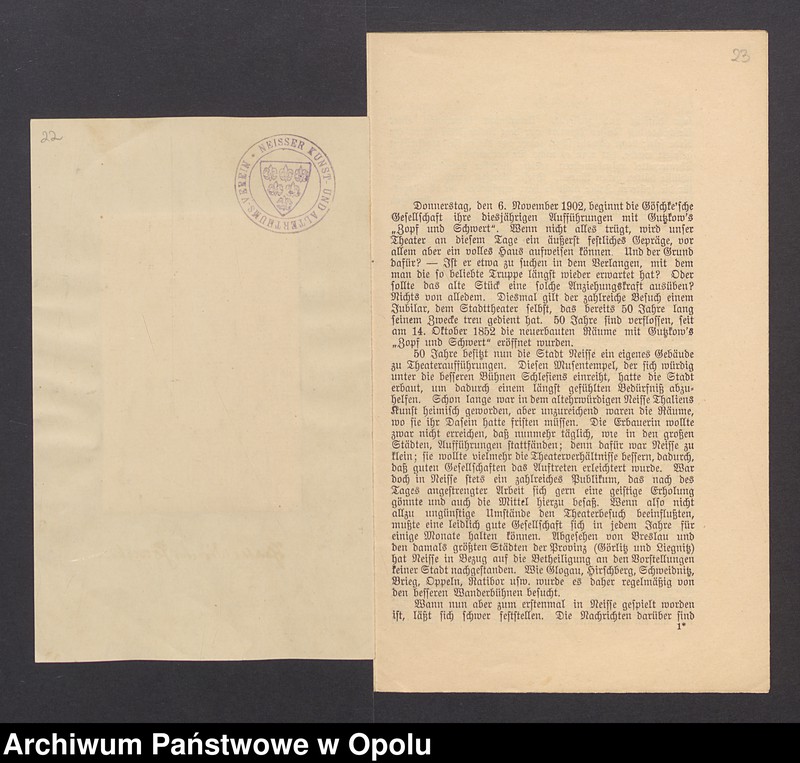 22
NEISSER KUNST- UND ALTERTHUMSVEREIN
23
Donnerstag, den 6. November 1902, beginnt die Göschke'sche
Gesellschaft ihre diesjährigen Aufführungen mit Gutzkow's
„Zopf und Schwert“. Wenn nicht alles trügt, wird unser
Theater an diesem Tage ein äußerst festliches Gepräge, vor
allem aber ein volles Haus aufweisen können. Und der Grund
dafür? — Ist er etwa zu suchen in dem Verlangen, mit dem
man die so beliebte Truppe längst wieder erwartet hat? Oder
sollte das alte Stück eine solche Anziehungskraft ausüben?
Nichts von alledem. Diesmal gilt der zahlreiche Besuch einem
Jubilar, dem Stadttheater selbst, das bereits 50 Jahre lang
seinem Zwecke treu gedient hat. 50 Jahre sind verflossen, seit
am 14. Oktober 1852 die neuerbauten Räume mit Gutzkow's
„Zopf und Schwert“ eröffnet wurden.
50 Jahre besitzt nun die Stadt Neisse ein eigenes Gebäude
zu Theateraufführungen. Diesen Musentempel, der sich würdig
unter die besseren Bühnen Schlesiens einreiht, hatte die Stadt
erbaut, um dadurch einem längst gefühlten Bedürfniß abzu-
helfen. Schon lange war in dem altehrwürdigen Neisse Thaliens
Kunst heimisch geworden, aber unzureichend waren die Räume,
wo sie ihr Dasein hatte fristen müssen. Die Erbauerin wollte
zwar nicht erreichen, daß nunmehr täglich, wie in den großen
Städten, Aufführungen stattfänden; denn dafür war Neisse zu
klein; sie wollte vielmehr die Theaterverhältnisse bessern, dadurch,
daß guten Gesellschaften das Auftreten erleichtert wurde. War
doch in Neisse stets ein zahlreiches Publikum, das nach des
Tages angestrengter Arbeit sich gern eine geistige Erholung
gönnte und auch die Mittel hierzu besaß. Wenn also nicht
allzu ungünstige Umstände den Theaterbesuch beeinflußten,
mußte eine leidlich gute Gesellschaft sich in jedem Jahre für
einige Monate halten können. Abgesehen von Breslau und
den damals größten Städten der Provinz (Görlitz und Liegnitz)
hat Neisse in Bezug auf die Betheiligung an den Vorstellungen
keiner Stadt nachgestanden. Wie Glogau, Hirschberg, Schweidnitz,
Brieg, Oppeln, Ratibor usw. wurde es daher regelmäßig von
den besseren Wanderbühnen besucht.
Wann nun aber zum erstenmal in Neisse gespielt worden
ist, läßt sich schwer feststellen. Die Nachrichten darüber sind
1*
Archiwum Państwowe w Opolu